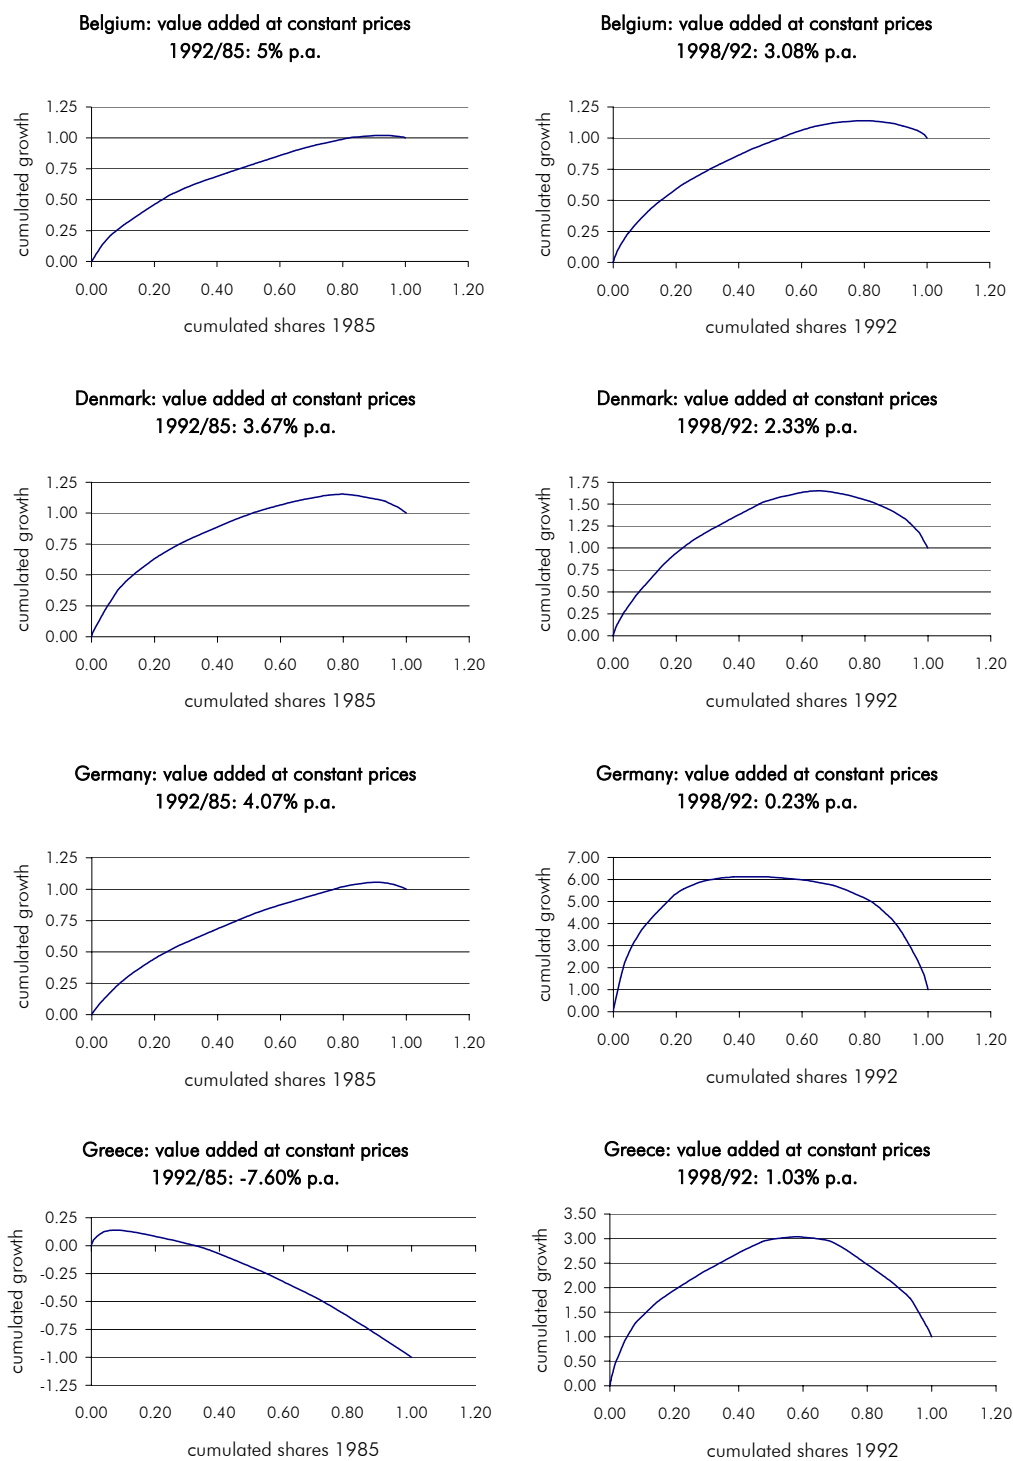 Belgium: value added at constant prices
1992/85: 5% p.a.
cumulated growth
1.25
1.00
0.75
0.50
0.25
0.00
0.00 0.20 0.40 0.60 0.80 1.00 1.20
cumulated shares 1985
Belgium: value added at constant prices
1998/92: 3.08% p.a.
cumulated growth
1.25
1.00
0.75
0.50
0.25
0.00
0.00 0.20 0.40 0.60 0.80 1.00 1.20
cumulated shares 1992
Denmark: value added at constant prices
1992/85: 3.67% p.a.
cumulated growth
1.25
1.00
0.75
0.50
0.25
0.00
0.00 0.20 0.40 0.60 0.80 1.00 1.20
cumulated shares 1985
Denmark: value added at constant prices
1998/92: 2.33% p.a.
cumulated growth
1.75
1.50
1.25
1.00
0.75
0.50
0.25
0.00
0.00 0.20 0.40 0.60 0.80 1.00 1.20
cumulated shares 1992
Germany: value added at constant prices
1992/85: 4.07% p.a.
cumulated growth
1.25
1.00
0.75
0.50
0.25
0.00
0.00 0.20 0.40 0.60 0.80 1.00 1.20
cumulated shares 1985
Germany: value added at constant prices
1998/92: 0.23% p.a.
cumulatd growth
7.00
6.00
5.00
4.00
3.00
2.00
1.00
0.00
0.00 0.20 0.40 0.60 0.80 1.00 1.20
cumulated shares 1992
Greece: value added at constant prices
1992/85: -7.60% p.a.
cumulated growth
0.25
0.00
-0.25
-0.50
-0.75
-1.00
-1.25
0.00 0.20 0.40 0.60 0.80 1.00 1.20
cumulated shares 1985
Greece: value added at constant prices
1998/92: 1.03% p.a.
cumulated growth
3.50
3.00
2.50
2.00
1.50
1.00
0.50
0.00
0.00 0.20 0.40 0.60 0.80 1.00 1.20
cumulated shares 1992